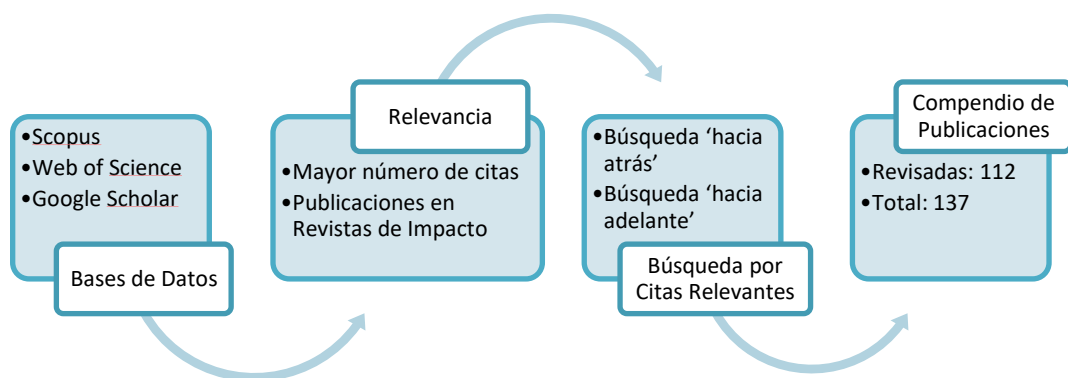 •Scopus
•Web of Science
•Google Scholar
Bases de Datos
Relevancia
•Mayor número de citas
•Publicaciones en
Revistas de Impacto
•Búsqueda ‘hacia
atrás’
•Búsqueda ‘hacia
adelante’
Búsqueda por
Citas Relevantes
Compendio de
Publicaciones
•Revisadas: 112
•Total: 137